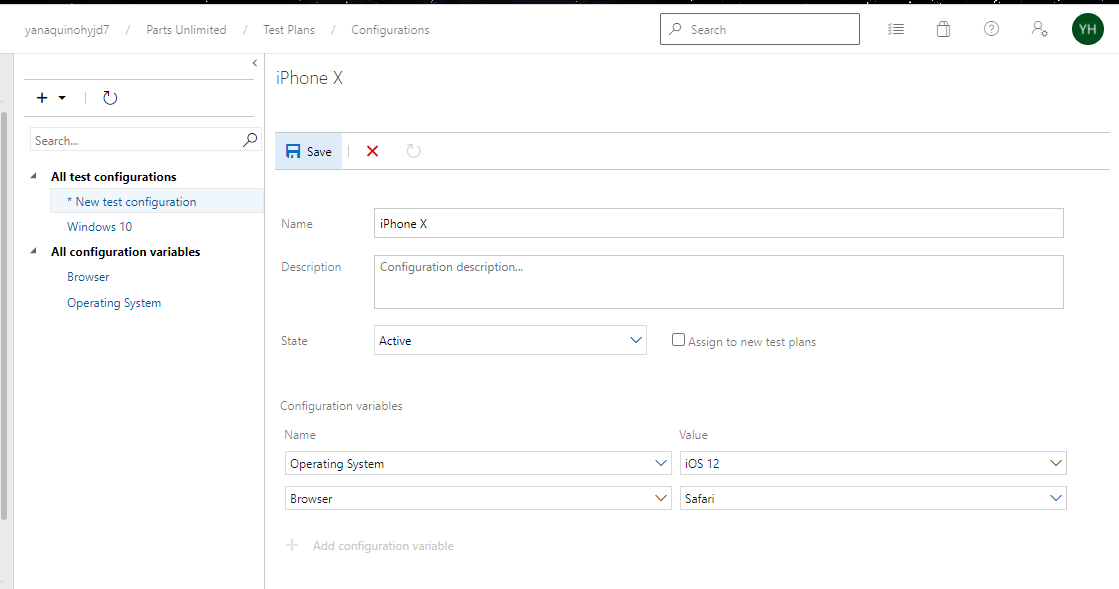 yanaquinohyjd7 / Parts Unlimited / Test Plans / Configurations
Search
YH
iPhone X
Search...
Save
All test configurations
* New test configuration
Windows 10
All configuration variables
Browser
Operating System
Name
iPhone X
Description
Configuration description...
State
Active
Assign to new test plans
Configuration variables
Name Value
Operating System iOS 12
Browser Safari
Add configuration variable